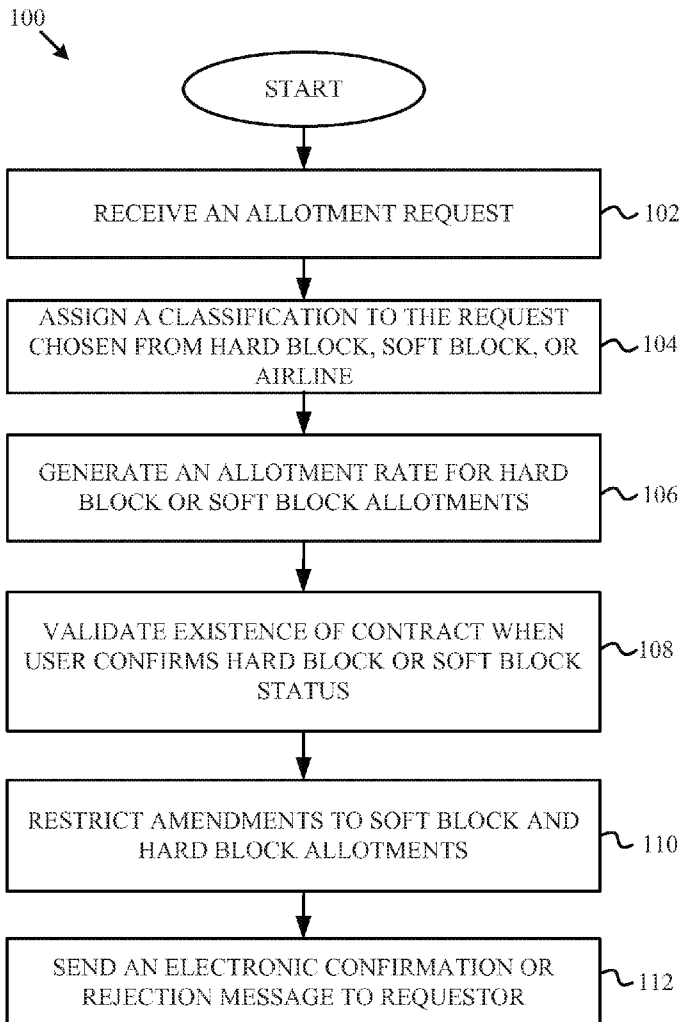 100
START
RECEIVE AN ALLOTMENT REQUEST
102
ASSIGN A CLASSIFICATION TO THE REQUEST
CHOSEN FROM HARD BLOCK, SOFT BLOCK, OR
AIRLINE
104
GENERATE AN ALLOTMENT RATE FOR HARD
BLOCK OR SOFT BLOCK ALLOTMENTS
106
VALIDATE EXISTENCE OF CONTRACT WHEN
USER CONFIRMS HARD BLOCK OR SOFT BLOCK
STATUS
108
RESTRICT AMENDMENTS TO SOFT BLOCK AND
HARD BLOCK ALLOTMENTS
110
SEND AN ELECTRONIC CONFIRMATION OR
REJECTION MESSAGE TO REQUESTOR
112